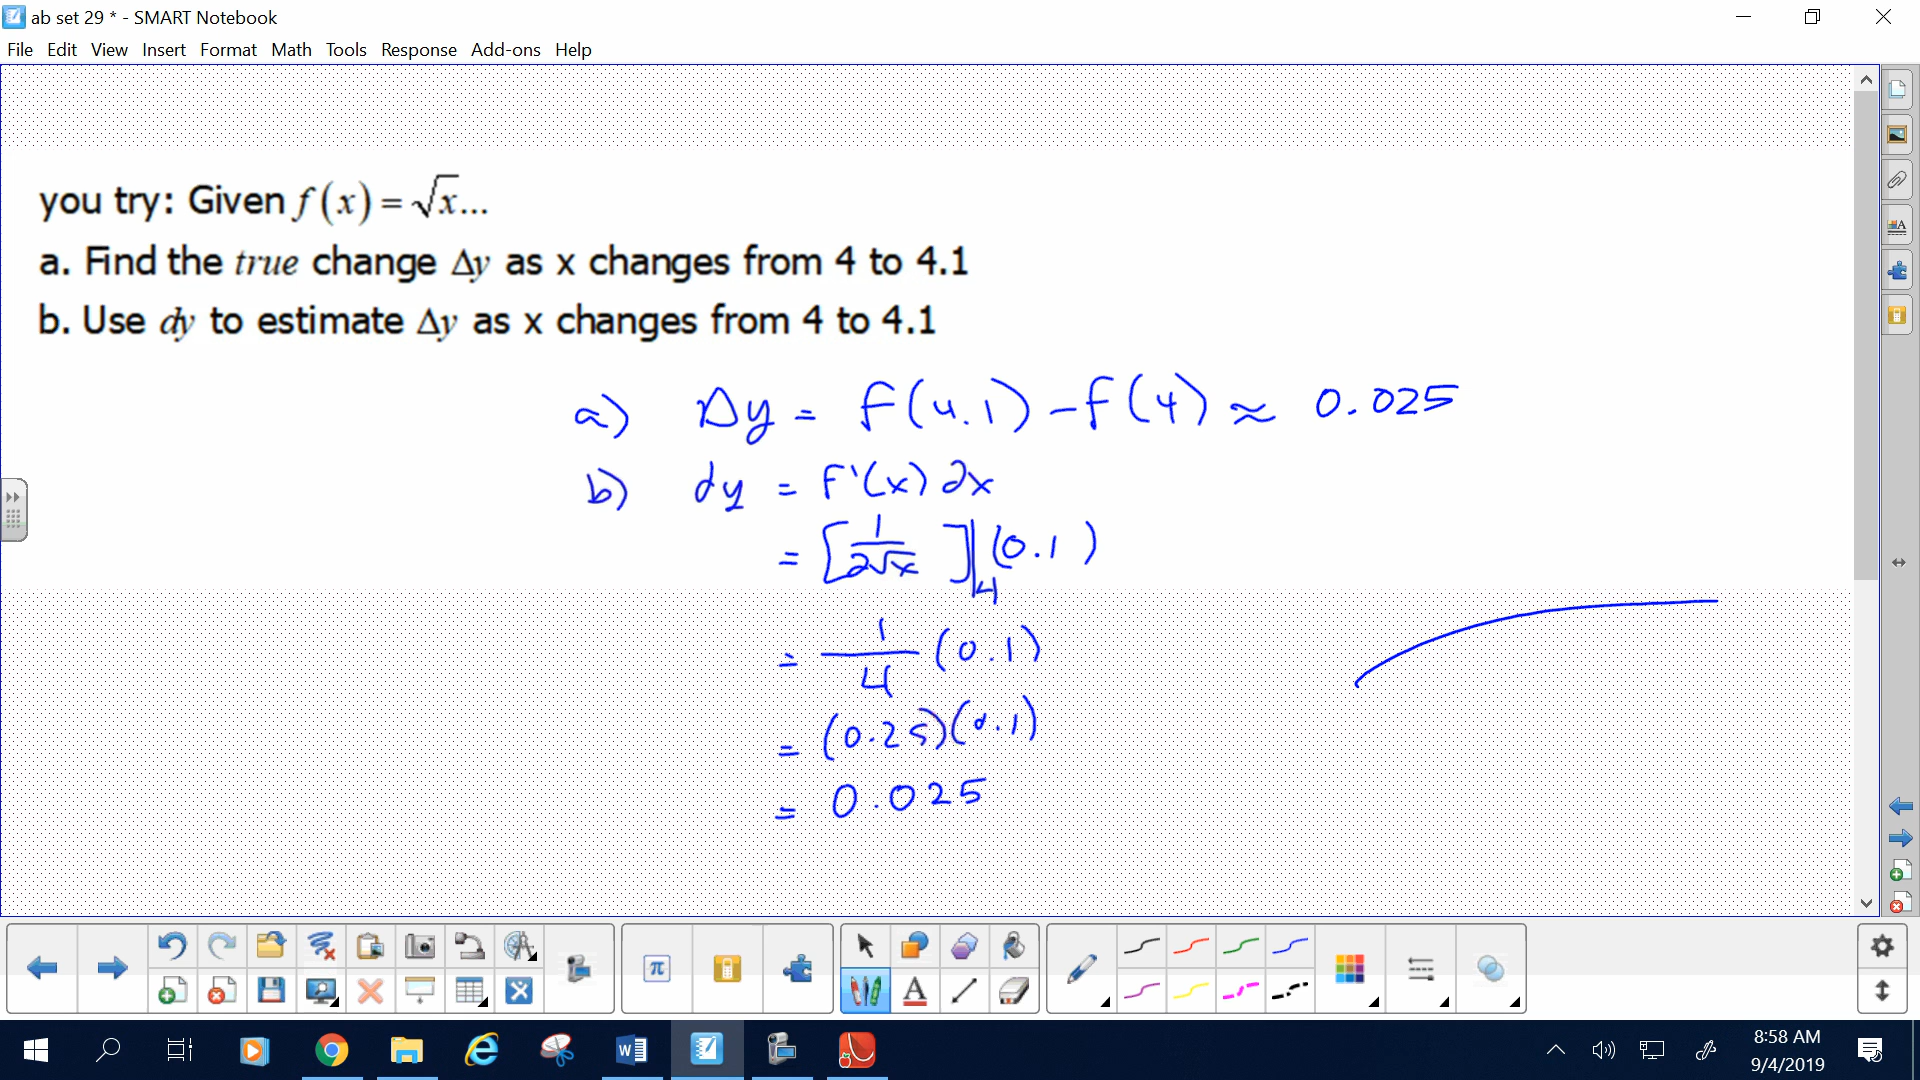 ab set 29 * - SMART Notebook
File Edit View Insert Format Math Tools Response Add-ons Help
you try: Given f(x) = √x...
a. Find the true change Δy as x changes from 4 to 4.1
b. Use dy to estimate Δy as x changes from 4 to 4.1
a) Δy = f(4.1) - f(4) ≈ 0.025
b) dy = f'(x) dx
= [1/(2√x)]|4 (0.1)
= 1/4 (0.1)
= (0.25)(0.1)
= 0.025
8:58 AM
9/4/2019